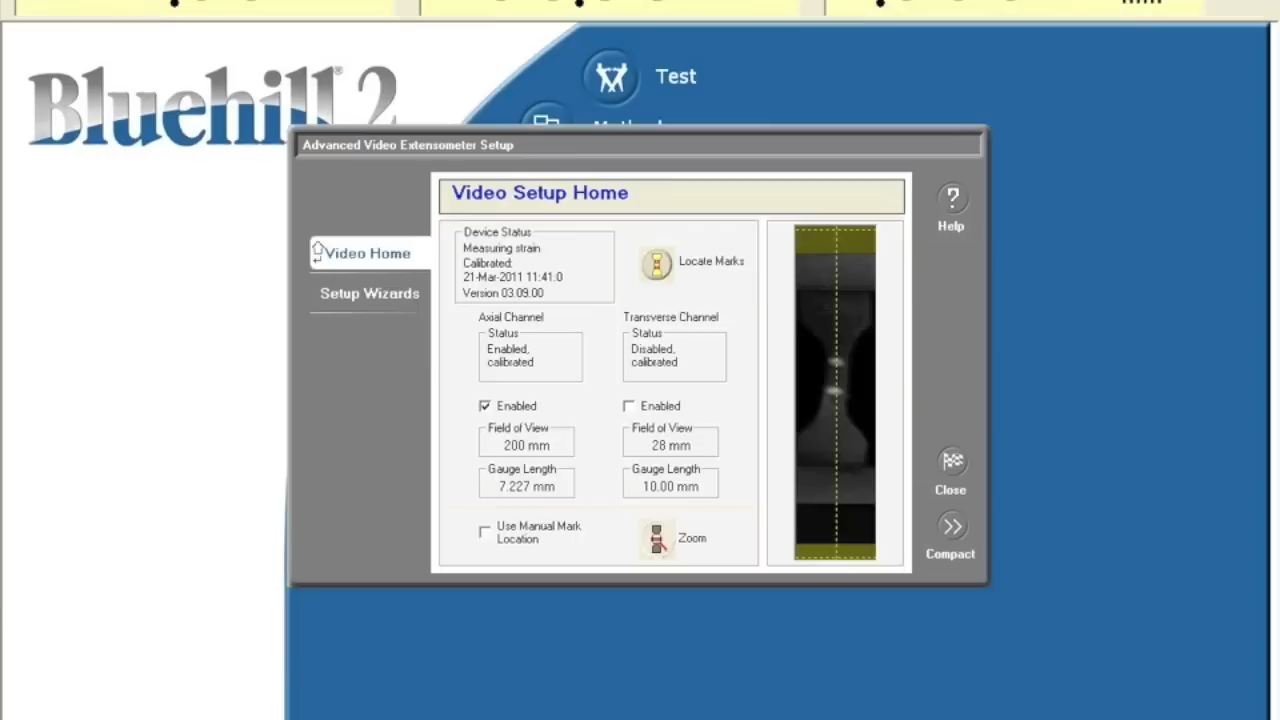 Bluehill® 2
Test
Advanced Video Extensometer Setup
Video Setup Home
Video Home
Setup Wizards
Device Status
Measuring strain
Calibrated:
21-Mar-2011 11:41:0
Version 03.09.00
Locate Marks
Axial Channel
Status
Enabled,
calibrated
Enabled
Field of View
200 mm
Gauge Length
7.227 mm
Transverse Channel
Status
Disabled,
calibrated
Enabled
Field of View
28 mm
Gauge Length
10.00 mm
Use Manual Mark
Location
Zoom
?
Help
Close
Compact